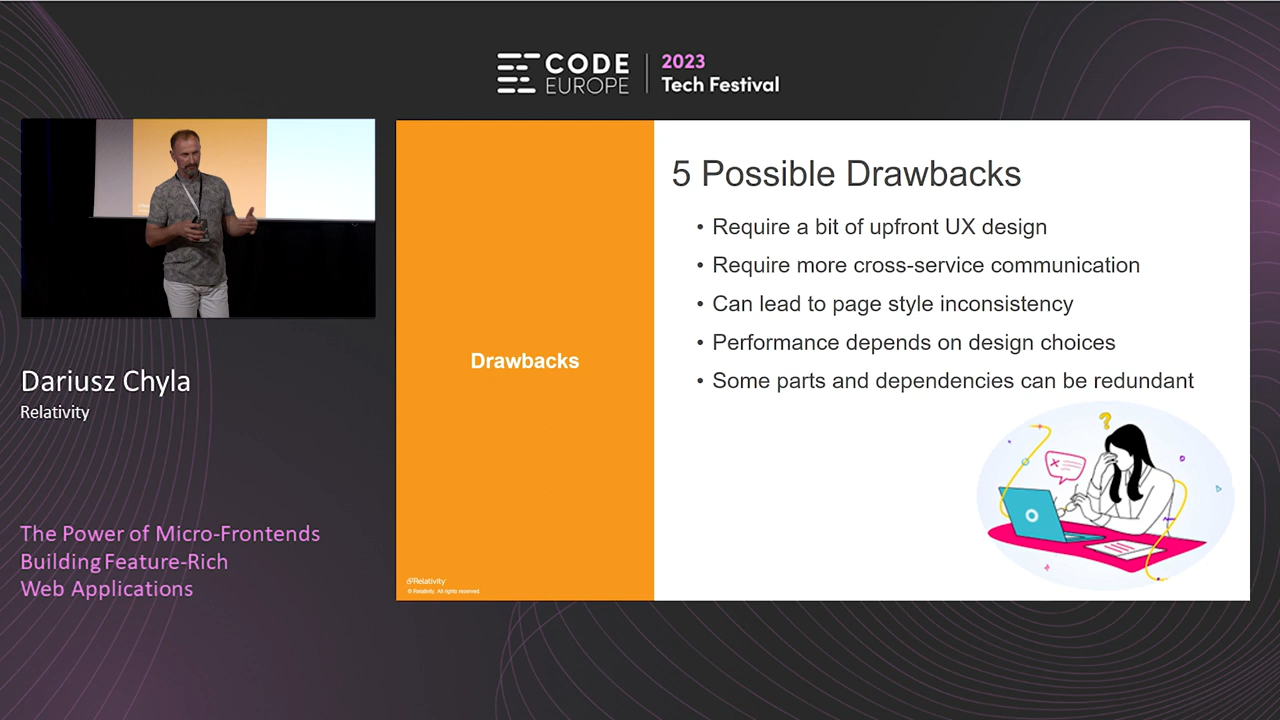 CODE
EUROPE
2023
Tech Festival
5 Possible Drawbacks
• Require a bit of upfront UX design
• Require more cross-service communication
• Can lead to page style inconsistency
• Performance depends on design choices
• Some parts and dependencies can be redundant
Drawbacks
Relativity
© Relativity. All rights reserved.
Dariusz Chyla
Relativity
The Power of Micro-Frontends
Building Feature-Rich
Web Applications
?